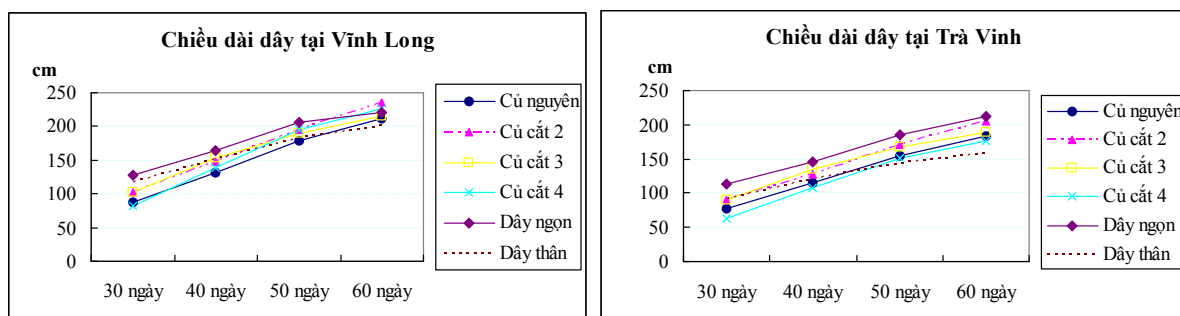 Chiều dài dây tại Vĩnh Long
cm
250
200
150
100
50
0
30 ngày 40 ngày 50 ngày 60 ngày
Củ nguyên
Củ cắt 2
Củ cắt 3
Củ cắt 4
Dây ngọn
Dây thân
Chiều dài dây tại Trà Vinh
cm
250
200
150
100
50
0
30 ngày 40 ngày 50 ngày 60 ngày
Củ nguyên
Củ cắt 2
Củ cắt 3
Củ cắt 4
Dây ngọn
Dây thân